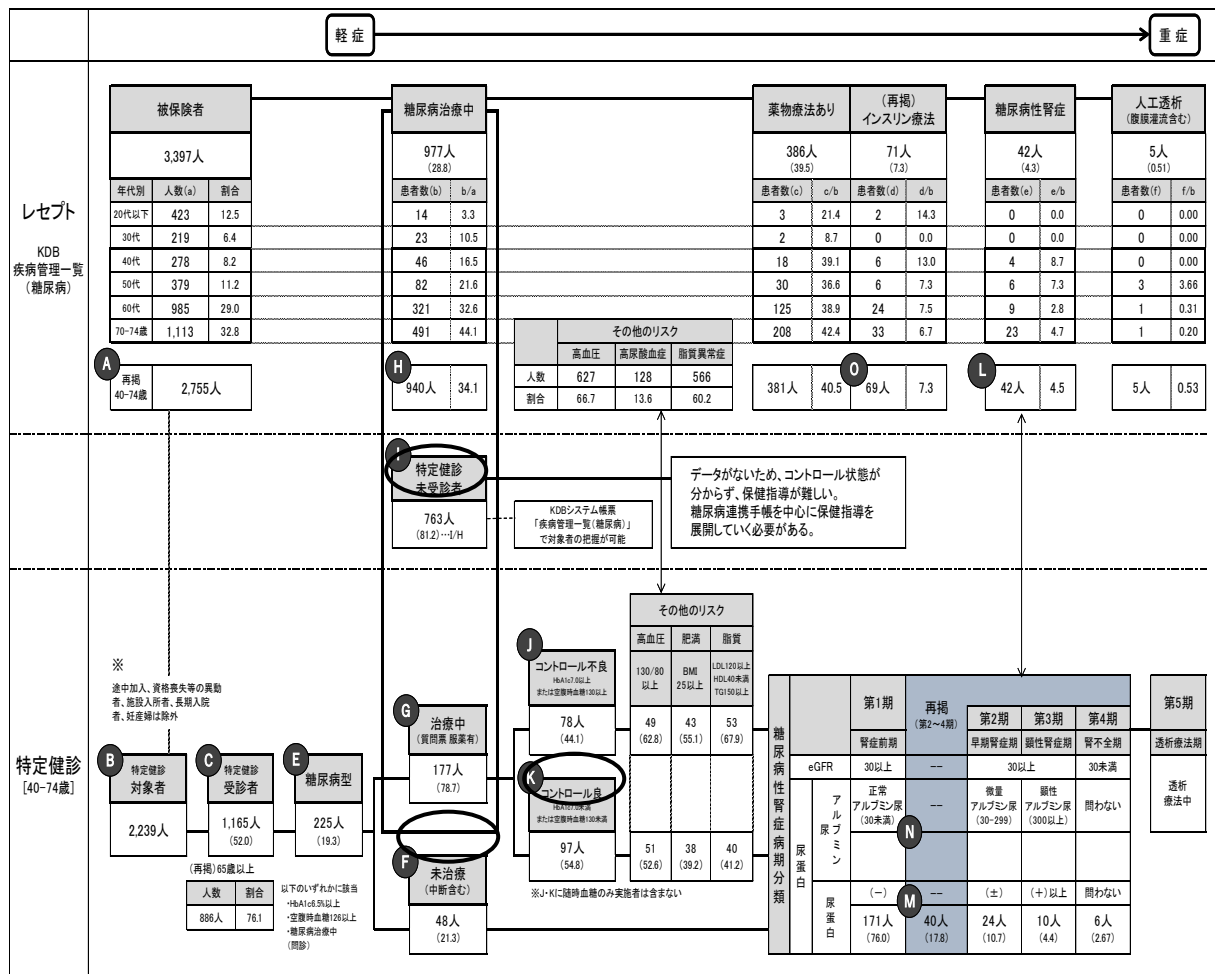 軽症
重症
レセプト
KDB
疾病管理一覧
(糖尿病)
被保険者
3,397人
年代別 人数(a) 割合
20代以下 423 12.5
30代 219 6.4
40代 278 8.2
50代 379 11.2
60代 985 29.0
70-74歳 1,113 32.8
A
再掲
40-74歳
2,755人
糖尿病治療中
977人
(28.8)
患者数(b) b/a
14 3.3
23 10.5
46 16.5
82 21.6
321 32.6
491 44.1
H
940人 34.1
その他のリスク
高血圧 高尿酸血症 脂質異常症
人数 627 128 566
割合 66.7 13.6 60.2
薬物療法あり
386人
(39.5)
患者数(c) c/b
3 21.4
2 8.7
18 39.1
30 36.6
125 38.9
208 42.4
381人 40.5
(再掲)
インスリン療法
71人
(7.3)
患者数(d) d/b
2 14.3
0 0.0
6 13.0
6 7.3
24 7.5
33 6.7
O
69人 7.3
糖尿病性腎症
42人
(4.3)
患者数(e) e/b
0 0.0
0 0.0
4 8.7
6 7.3
9 2.8
23 4.7
L
42人 4.5
人工透析
(腹膜灌流含む)
5人
(0.51)
患者数(f) f/b
0 0.00
0 0.00
0 0.00
3 3.66
1 0.31
1 0.20
5人 0.53
I
特定健診
未受診者
763人
(81.2)…I/H
KDBシステム帳票
「疾病管理一覧(糖尿病)」
で対象者の把握が可能
データがないため、コントロール状態が
分からず、保健指導が難しい。
糖尿病連携手帳を中心に保健指導を
展開していく必要がある。
特定健診
[40-74歳]
※
途中加入、資格喪失等の異動
者、施設入所者、長期入院
者、妊産婦は除外
B
特定健診
対象者
2,239人
C
特定健診
受診者
1,165人
(52.0)
(再掲)65歳以上
人数 割合
886人 76.1
E
糖尿病型
225人
(19.3)
以下のいずれかに該当
・HbA1c6.5%以上
・空腹時血糖126以上
・糖尿病治療中
(問診)
G
治療中
(質問票 服薬有)
177人
(78.7)
F
未治療
(中断含む)
48人
(21.3)
J
コントロール不良
HbA1c7.0以上
または空腹時血糖130以上
78人
(44.1)
K
コントロール良
HbA1c7.0未満
または空腹時血糖130未満
97人
(54.8)
※J・Kに随時血糖のみ実施者は含まない
その他のリスク
高血圧 肥満 脂質
130/80
以上
BMI
25以上
LDL120以上
HDL40未満
TG150以上
49 43 53
(62.8) (55.1) (67.9)
51 38 40
(52.6) (39.2) (41.2)
糖尿病性腎症病期分類
第1期 再掲
(第2~4期)
第2期 第3期 第4期
腎症前期 早期腎症期 顕性腎症期 腎不全期
eGFR 30以上 -- 30以上 30未満
尿蛋白
尿アルブミン
正常
アルブミン尿
(30未満)
--
微量
アルブミン尿
(30-299)
顕性
アルブミン尿
(300以上)
問わない
N
尿蛋白
(-) -- (±) (+)以上 問わない
M
171人 40人 24人 10人 6人
(76.0) (17.8) (10.7) (4.4) (2.67)
第5期
透析療法期
透析
療法中